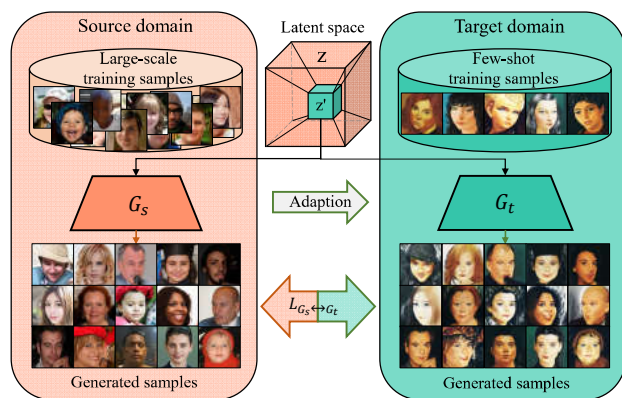 Source domain
Latent space
Target domain
Large-scale
training samples
Z
z'
Few-shot
training samples
G_s
Adaption
G_t
L_{G_s↔G_t}
Generated samples
Generated samples